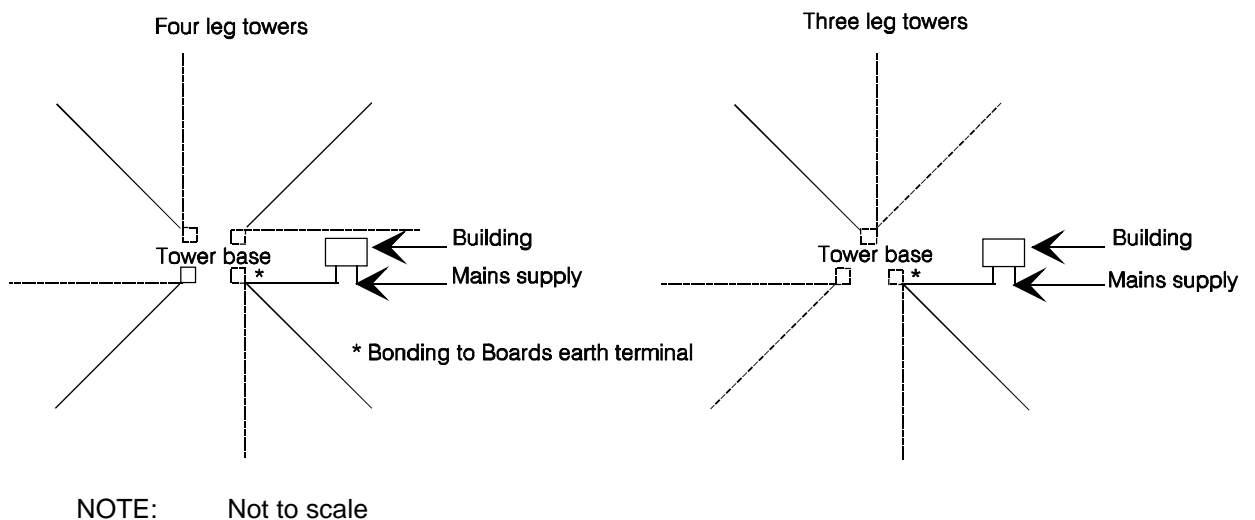 Four leg towers
Three leg towers
Building
Tower base
*
Mains supply
* Bonding to Boards earth terminal
Building
Tower base
*
Mains supply
NOTE: Not to scale